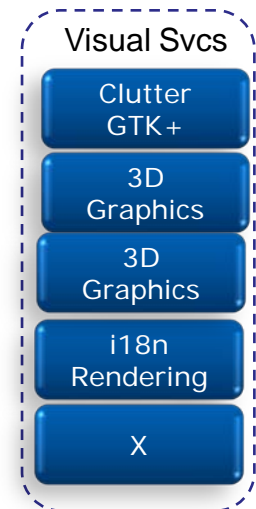 Visual Svcs
Clutter
GTK+
3D
Graphics
3D
Graphics
i18n
Rendering
X